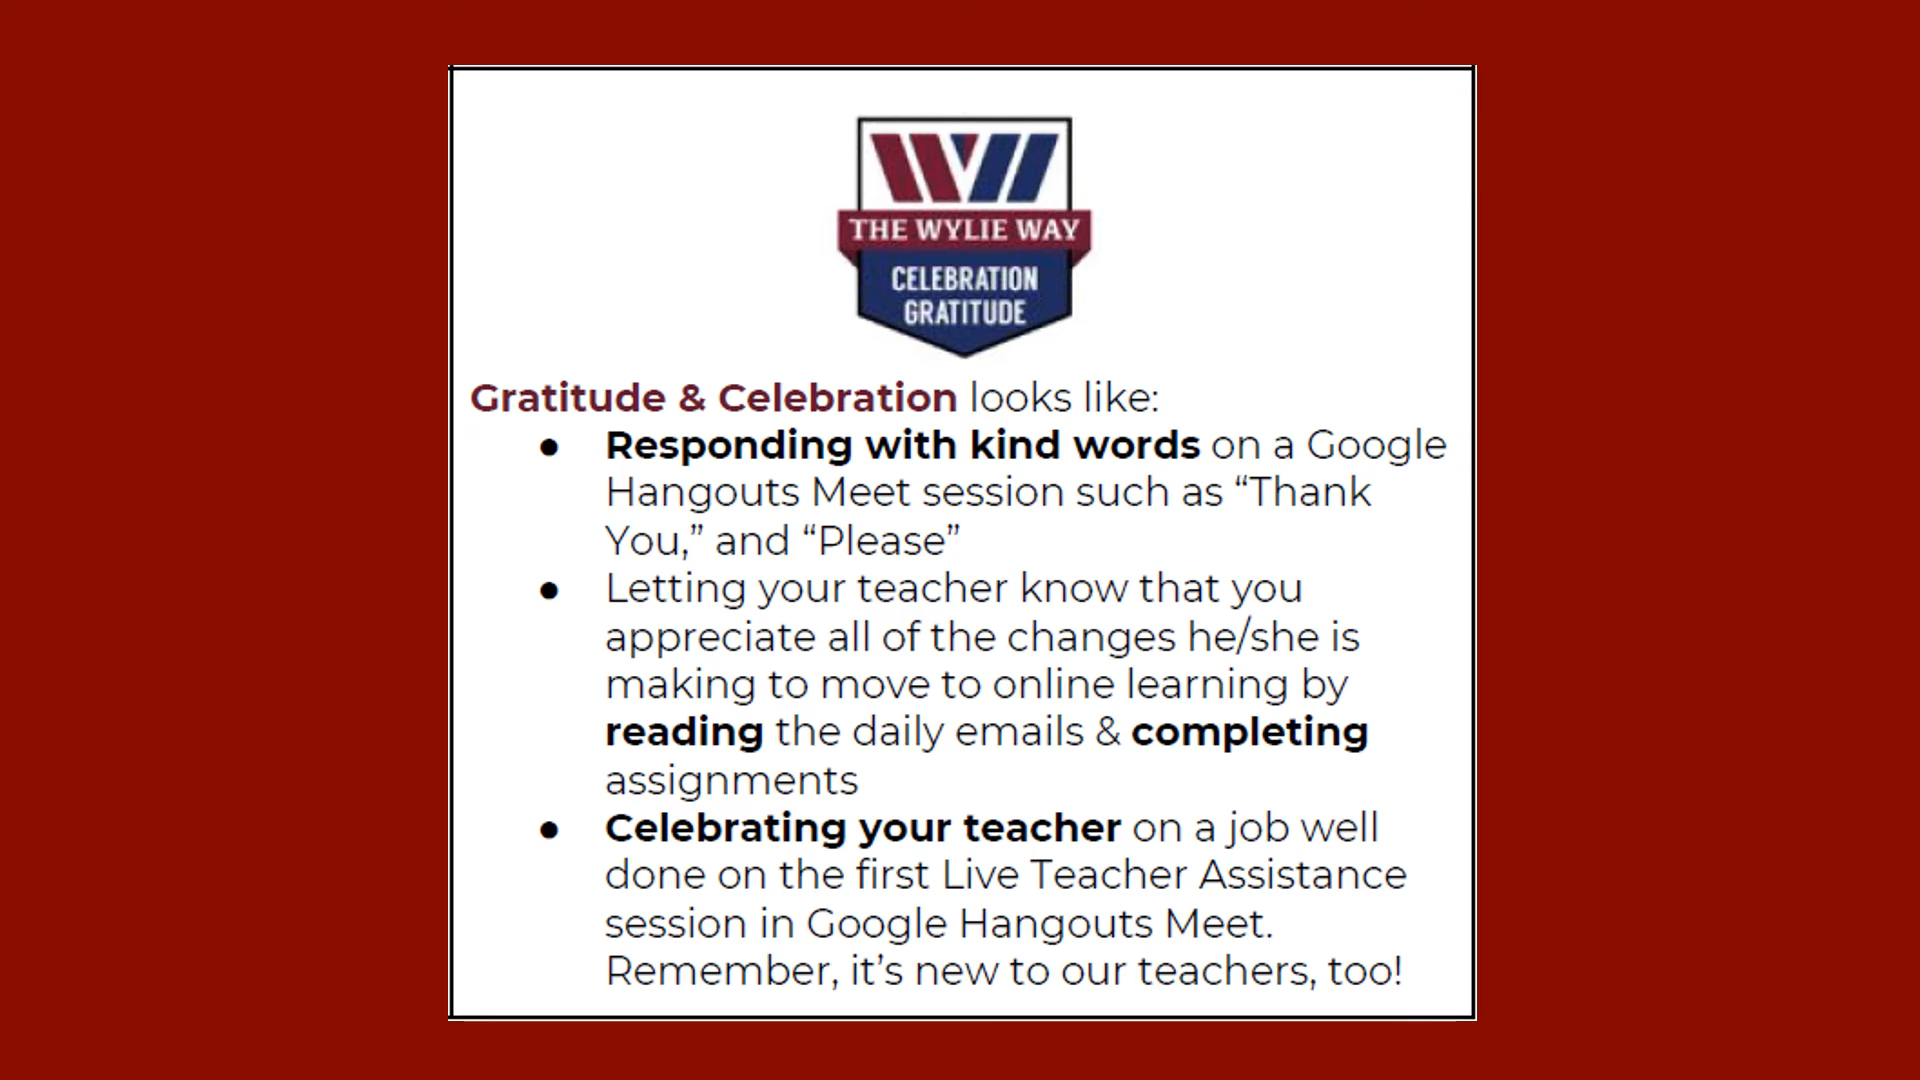 THE WYLIE WAY
CELEBRATION
GRATITUDE
Gratitude & Celebration looks like:
● Responding with kind words on a Google
Hangouts Meet session such as “Thank
You,” and “Please”
● Letting your teacher know that you
appreciate all of the changes he/she is
making to move to online learning by
reading the daily emails & completing
assignments
● Celebrating your teacher on a job well
done on the first Live Teacher Assistance
session in Google Hangouts Meet.
Remember, it’s new to our teachers, too!